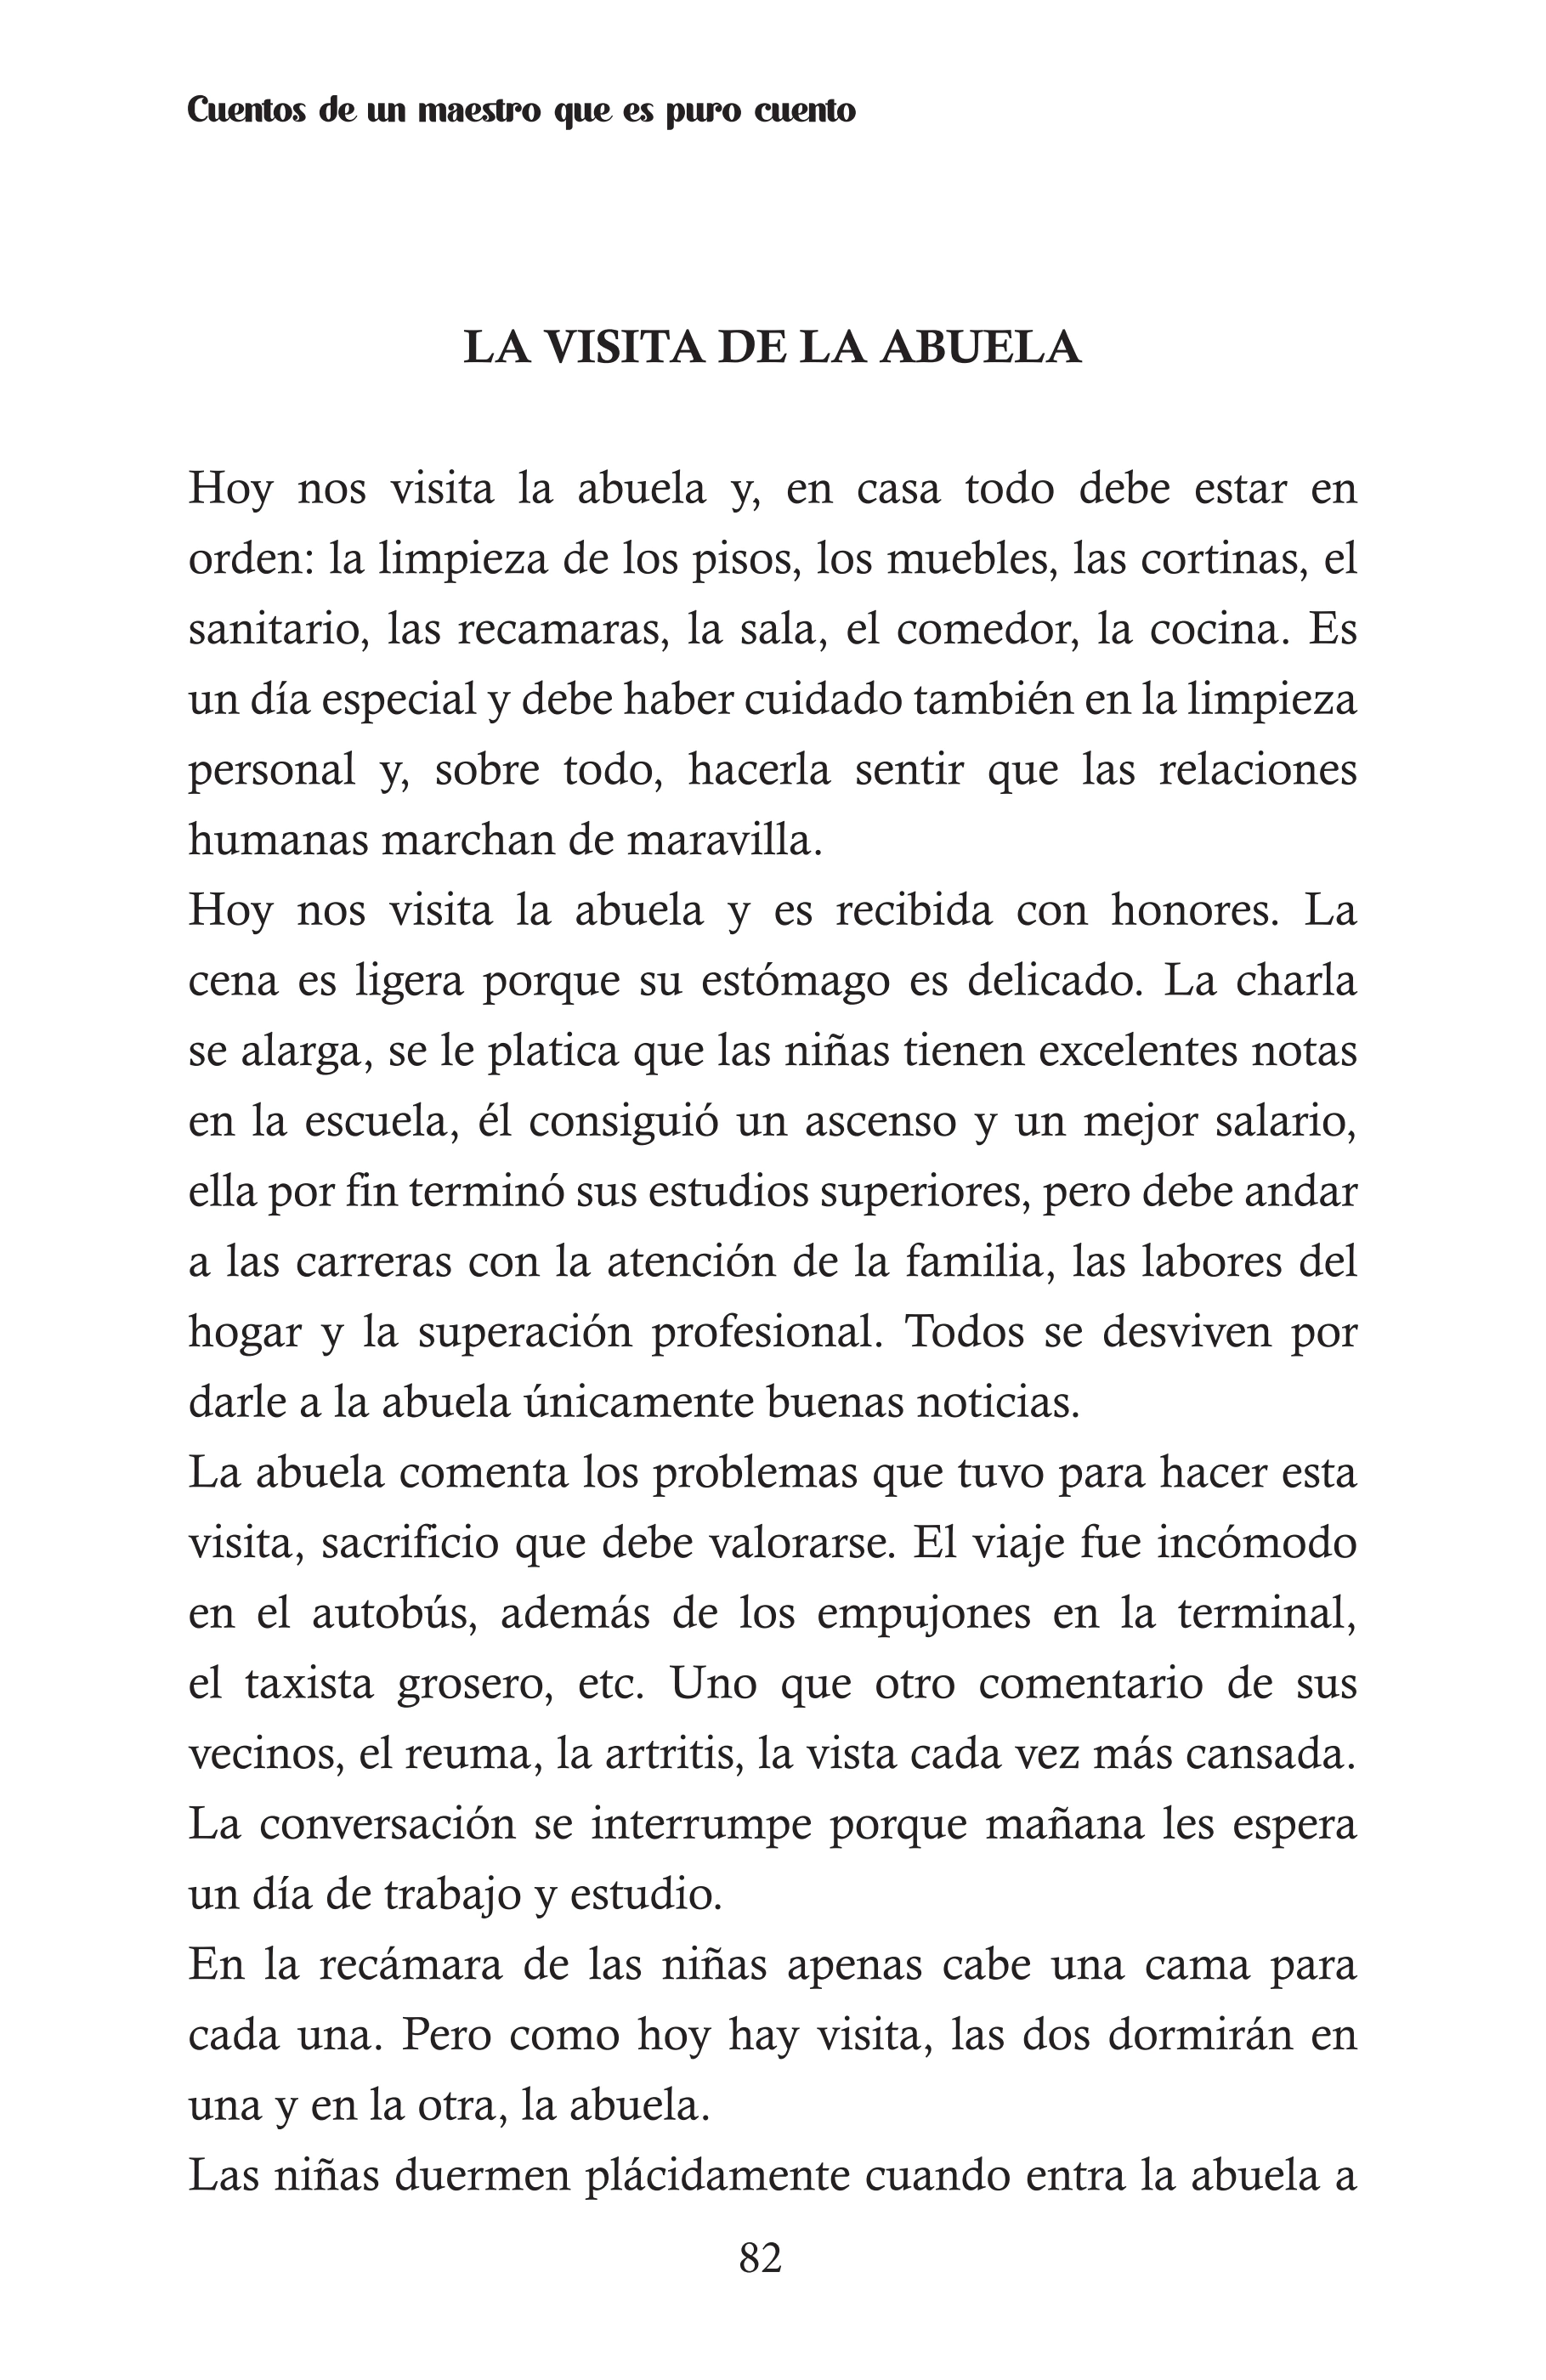 Cuentos de un maestro que es puro cuento
LA VISITA DE LA ABUELA
Hoy nos visita la abuela y, en casa todo debe estar en
orden: la limpieza de los pisos, los muebles, las cortinas, el
sanitario, las recamaras, la sala, el comedor, la cocina. Es
un día especial y debe haber cuidado también en la limpieza
personal y, sobre todo, hacerla sentir que las relaciones
humanas marchan de maravilla.
Hoy nos visita la abuela y es recibida con honores. La
cena es ligera porque su estómago es delicado. La charla
se alarga, se le platica que las niñas tienen excelentes notas
en la escuela, él consiguió un ascenso y un mejor salario,
ella por fin terminó sus estudios superiores, pero debe andar
a las carreras con la atención de la familia, las labores del
hogar y la superación profesional. Todos se desviven por
darle a la abuela únicamente buenas noticias.
La abuela comenta los problemas que tuvo para hacer esta
visita, sacrificio que debe valorarse. El viaje fue incómodo
en el autobús, además de los empujones en la terminal,
el taxista grosero, etc. Uno que otro comentario de sus
vecinos, el reuma, la artritis, la vista cada vez más cansada.
La conversación se interrumpe porque mañana les espera
un día de trabajo y estudio.
En la recámara de las niñas apenas cabe una cama para
cada una. Pero como hoy hay visita, las dos dormirán en
una y en la otra, la abuela.
Las niñas duermen plácidamente cuando entra la abuela a
82